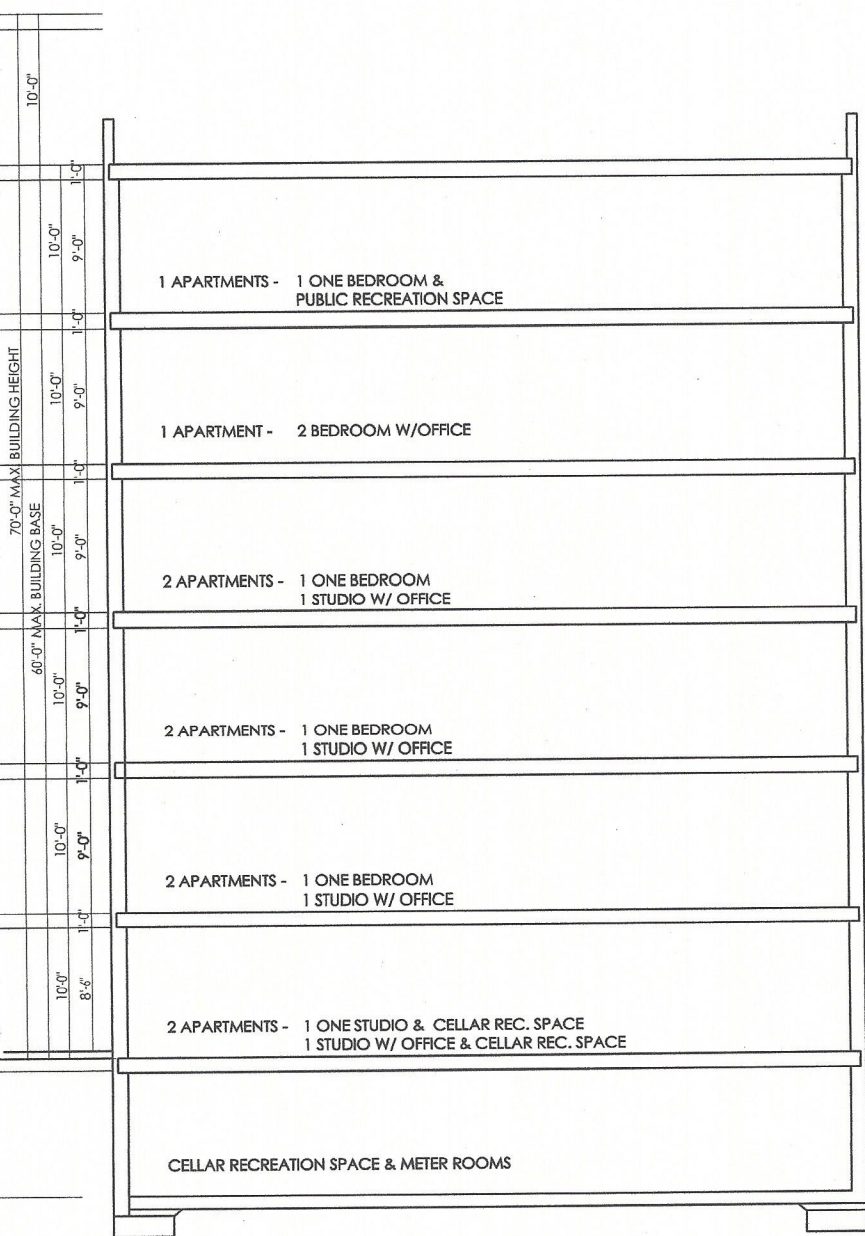 10'-0"
1'-0"
10'-0"
9'-0"
1 APARTMENTS - 1 ONE BEDROOM &
PUBLIC RECREATION SPACE
1'-0"
70'-0" MAX. BUILDING HEIGHT
10'-0"
9'-0"
1 APARTMENT - 2 BEDROOM W/OFFICE
1'-0"
60'-0" MAX. BUILDING BASE
10'-0"
9'-0"
2 APARTMENTS - 1 ONE BEDROOM
1 STUDIO W/ OFFICE
1'-0"
10'-0"
9'-0"
2 APARTMENTS - 1 ONE BEDROOM
1 STUDIO W/ OFFICE
1'-0"
10'-0"
9'-0"
2 APARTMENTS - 1 ONE BEDROOM
1 STUDIO W/ OFFICE
1'-0"
10'-0"
8'-6"
2 APARTMENTS - 1 ONE STUDIO & CELLAR REC. SPACE
1 STUDIO W/ OFFICE & CELLAR REC. SPACE
CELLAR RECREATION SPACE & METER ROOMS